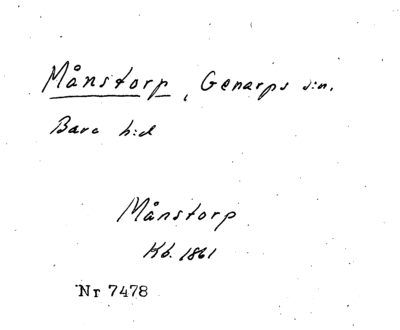 Månstorp, Genarps s:n.
Bara h:d
Månstorp
Kb. 1861
Nr 7478